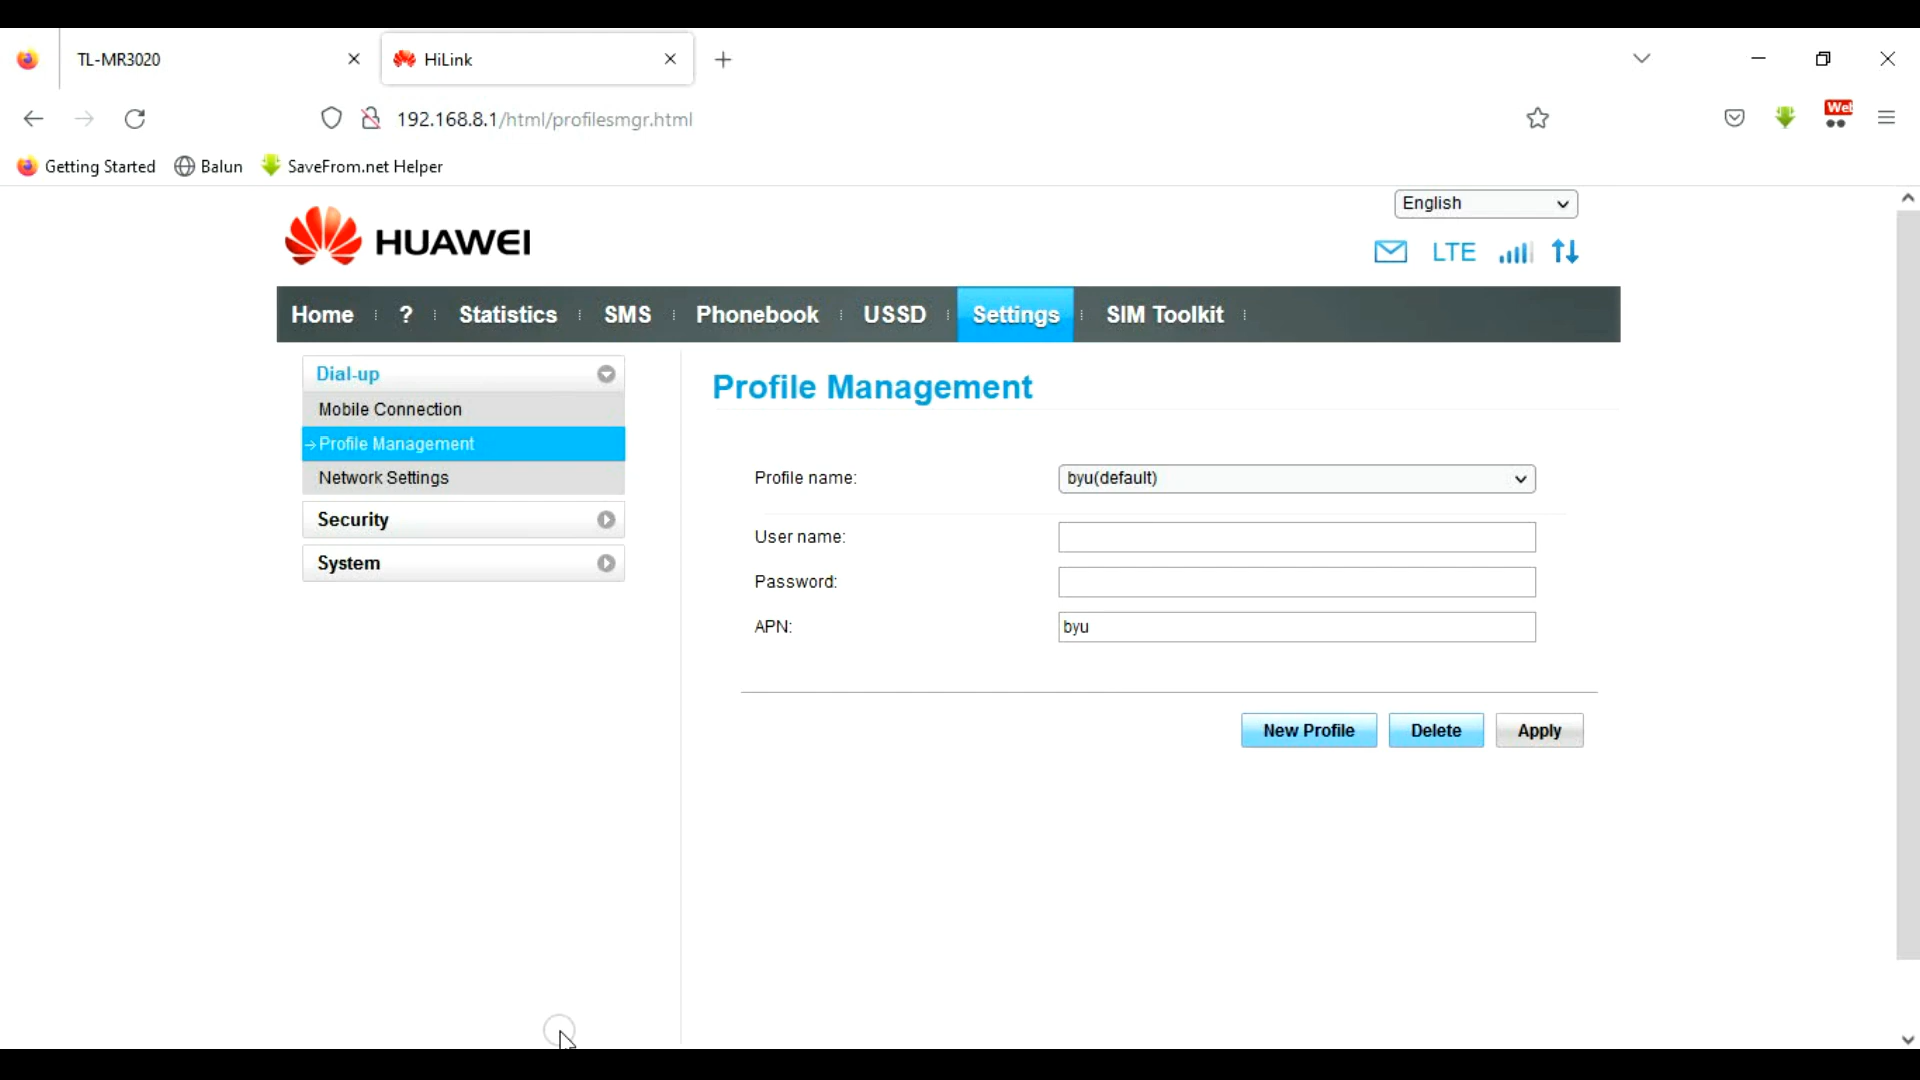 TL-MR3020
HiLink
192.168.8.1/html/profilesmgr.html
Getting Started
Balun
SaveFrom.net Helper
English
HUAWEI
LTE
Home ? Statistics SMS Phonebook USSD Settings SIM Toolkit
Dial-up
Mobile Connection
→Profile Management
Network Settings
Security
System
Profile Management
Profile name: byu(default)
User name:
Password:
APN: byu
New Profile Delete Apply